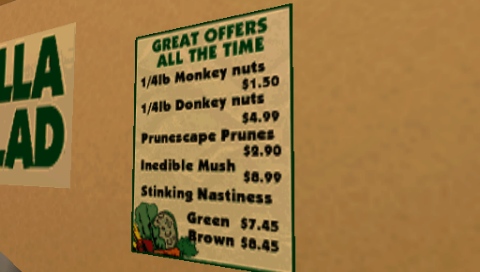 LLA
LAD
GREAT OFFERS
ALL THE TIME
1/4lb Monkey nuts
$1.50
1/4lb Donkey nuts
$4.99
Prunescape Prunes
$2.90
Inedible Mush
$8.99
Stinking Nastiness
Green $7.45
Brown $8.45